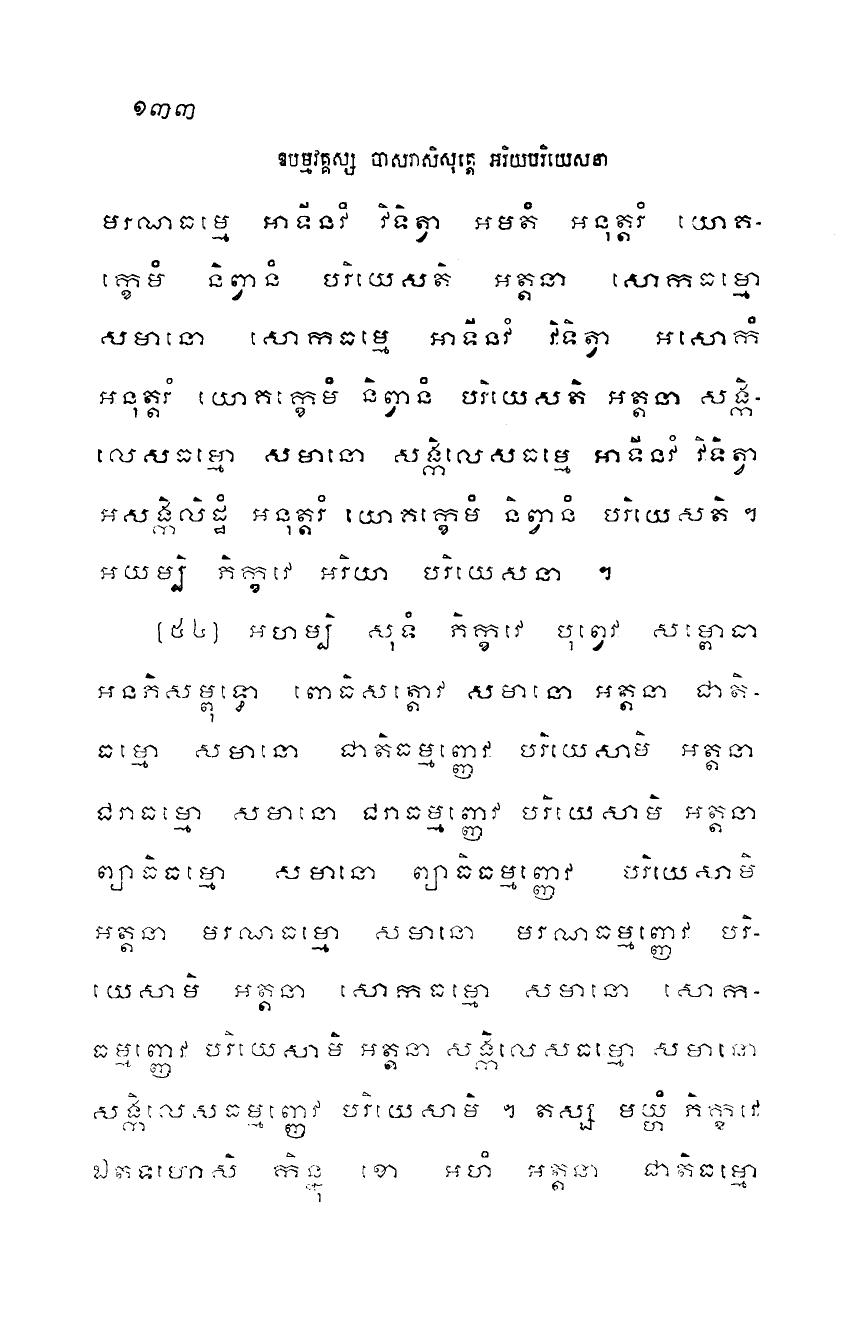 ១៣៣
ឧបម្មវគ្គស្ស បាសរាសិសុត្តេ អរិយបរិយេសនា
មរណធម្មេ អាទីនវំ វិទិត្វា អមតំ អនុត្តរំ យោគ-
ក្ខេមំ និព្វានំ បរិយេសតិ អត្តនា សោកធម្មោ
សមានោ សោកធម្មេ អាទីនវំ វិទិត្វា អសោកំ
អនុត្តរំ យោគក្ខេមំ និព្វានំ បរិយេសតិ អត្តនា សង្កិ-
លេសធម្មោ សមានោ សង្កិលេសធម្មេ អាទីនវំ វិទិត្វា
អសង្កិលិដ្ឋំ អនុត្តរំ យោគក្ខេមំ និព្វានំ បរិយេសតិ ។
អយម្បិ ភិក្ខវេ អរិយា បរិយេសនា ។
[៥៤] អហម្បិ សុទំ ភិក្ខវេ បុព្វេវ សម្ពោធា
អនភិសម្ពុទ្ធោ ពោធិសត្តោវ សមានោ អត្តនា ជាតិ-
ធម្មោ សមានោ ជាតិធម្មញ្ញេវ បរិយេសាមិ អត្តនា
ជរាធម្មោ សមានោ ជរាធម្មញ្ញេវ បរិយេសាមិ អត្តនា
ព្យាធិធម្មោ សមានោ ព្យាធិធម្មញ្ញេវ បរិយេសាមិ
អត្តនា មរណធម្មោ សមានោ មរណធម្មញ្ញេវ បរិ-
យេសាមិ អត្តនា សោកធម្មោ សមានោ សោក-
ធម្មញ្ញេវ បរិយេសាមិ អត្តនា សង្កិលេសធម្មោ សមានោ
សង្កិលេសធម្មញ្ញេវ បរិយេសាមិ ។ តស្ស មយ្ហំ ភិក្ខវេ
ឯតទហោសិ កិន្នុ ខោ អហំ អត្តនា ជាតិធម្មោ